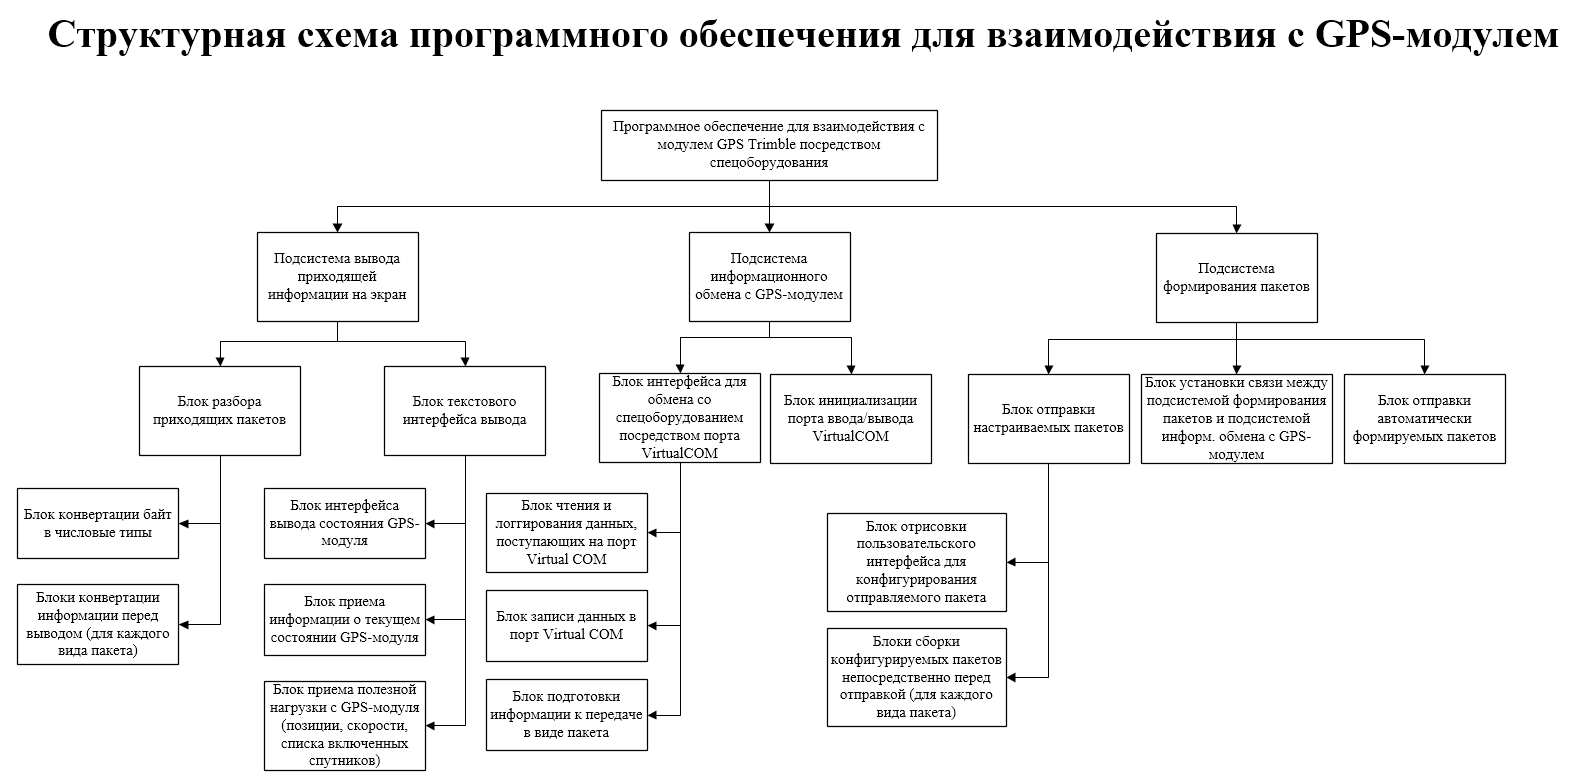 Структурная схема программного обеспечения для взаимодействия с GPS-модулем
Программное обеспечение для взаимодействия с
модулем GPS Trimble посредством
спецоборудования
Подсистема вывода
приходящей
информации на экран
Подсистема
информационного
обмена с GPS-модулем
Подсистема
формирования пакетов
Блок разбора
приходящих пакетов
Блок текстового
интерфейса вывода
Блок интерфейса для
обмена со
спецоборудованием
посредством порта
VirtualCOM
Блок инициализации
порта ввода/вывода
VirtualCOM
Блок отправки
настраиваемых пакетов
Блок установки связи между
подсистемой формирования
пакетов и подсистемой
информ. обмена с GPS-
модулем
Блок отправки
автоматически
формируемых пакетов
Блок конвертации байт
в числовые типы
Блоки конвертации
информации перед
выводом (для каждого
вида пакета)
Блок интерфейса
вывода состояния GPS-
модуля
Блок приема
информации о текущем
состоянии GPS-модуля
Блок приема полезной
нагрузки с GPS-модуля
(позиции, скорости,
списка включенных
спутников)
Блок чтения и
логгирования данных,
поступающих на порт
Virtual COM
Блок записи данных в
порт Virtual COM
Блок подготовки
информации к передаче
в виде пакета
Блок отрисовки
пользовательского
интерфейса для
конфигурирования
отправляемого пакета
Блоки сборки
конфигурируемых пакетов
непосредственно перед
отправкой (для каждого
вида пакета)